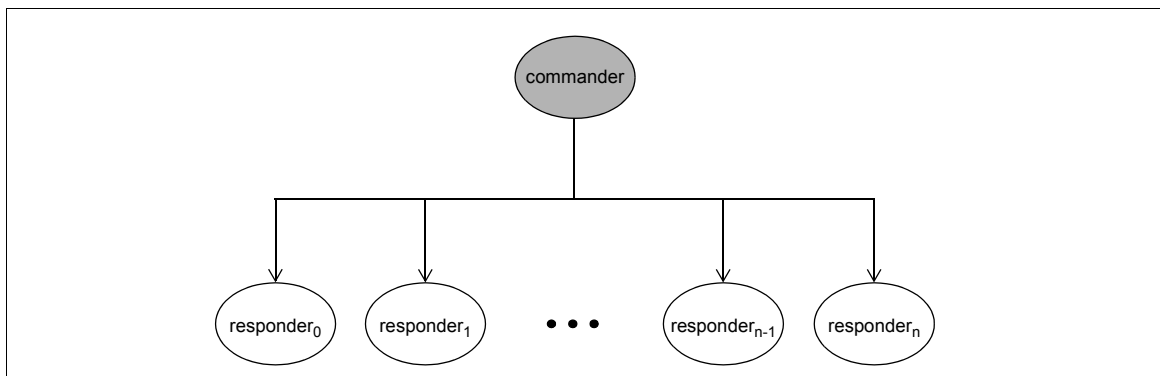 commander
responder₀ responder₁ • • • responderₙ₋₁ responderₙ